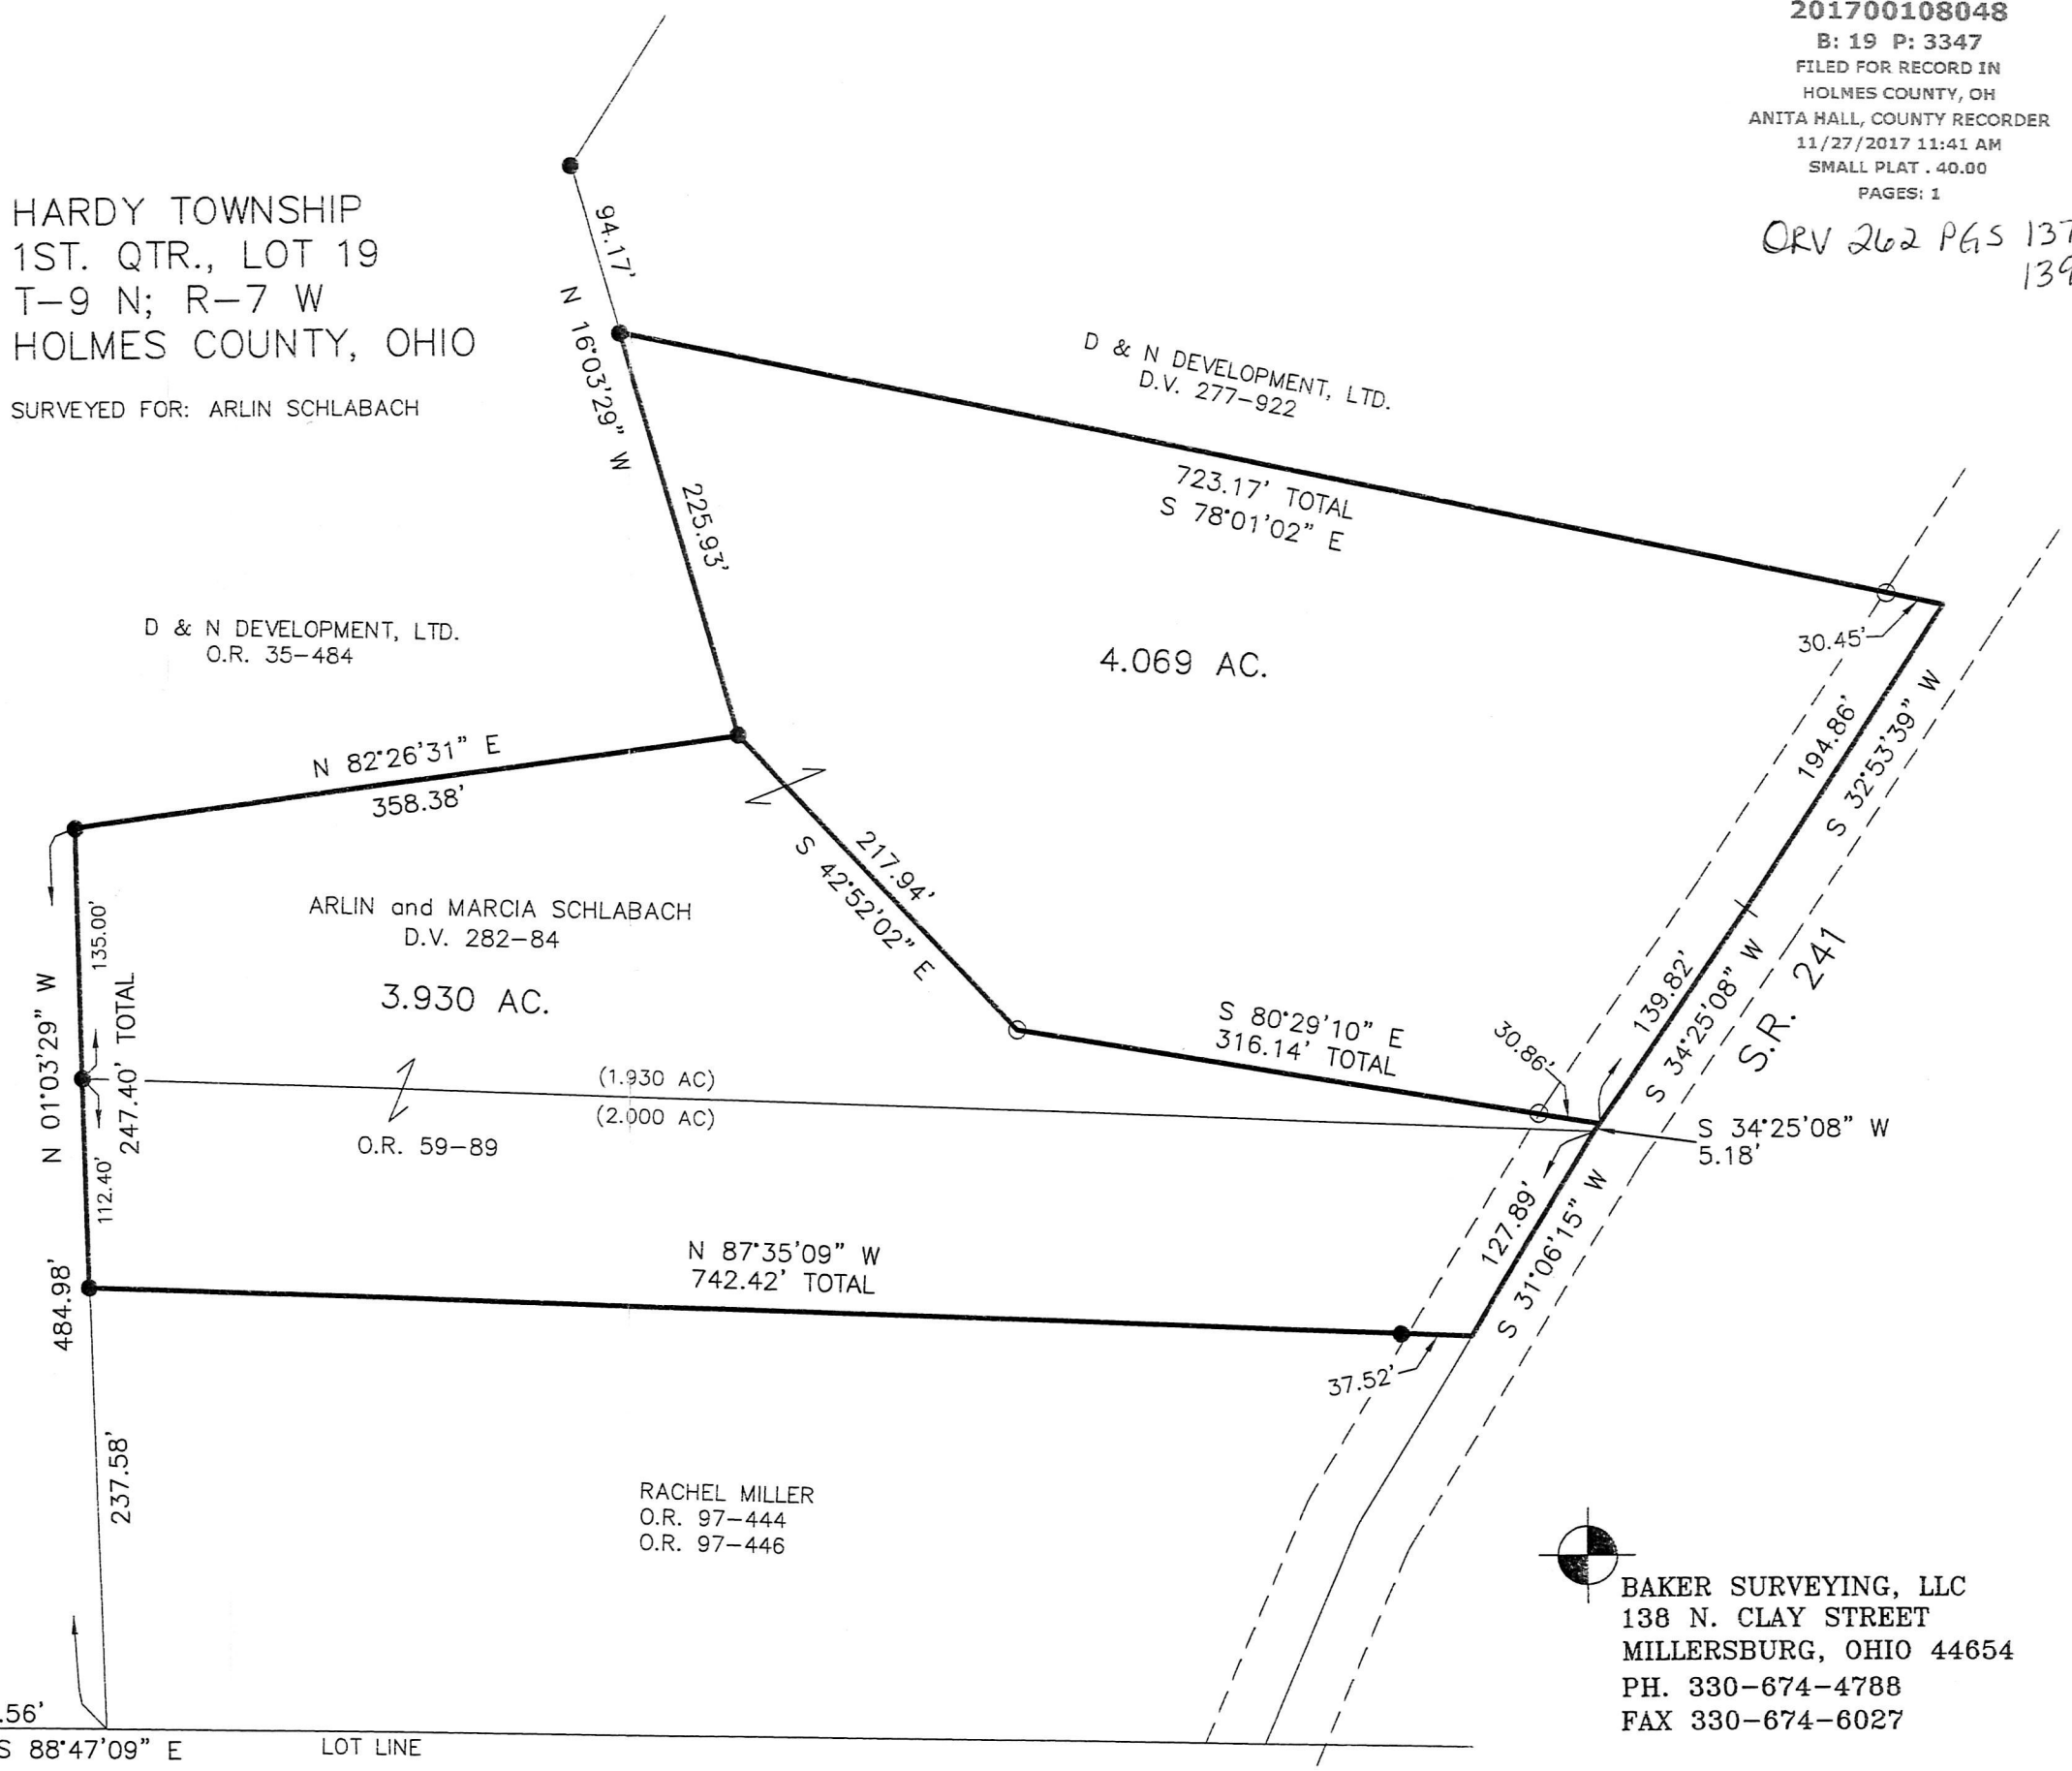 201700108048
B: 19 P: 3347
FILED FOR RECORD IN
HOLMES COUNTY, OH
ANITA HALL, COUNTY RECORDER
11/27/2017 11:41 AM
SMALL PLAT . 40.00
PAGES: 1
ORV 262 PGS 137
139
HARDY TOWNSHIP
1ST. QTR., LOT 19
T-9 N; R-7 W
HOLMES COUNTY, OHIO
SURVEYED FOR: ARLIN SCHLABACH
94.17'
N 16°03'29" W
225.93'
D & N DEVELOPMENT, LTD.
D.V. 277-922
723.17' TOTAL
S 78°01'02" E
30.45'
4.069 AC.
194.86'
S 32°53'39" W
D & N DEVELOPMENT, LTD.
O.R. 35-484
N 82°26'31" E
358.38'
217.94'
S 42°52'02" E
ARLIN and MARCIA SCHLABACH
D.V. 282-84
3.930 AC.
135.00'
N 01°03'29" W
247.40' TOTAL
112.40'
484.98'
S 80°29'10" E
316.14' TOTAL
30.86'
139.82'
S 34°25'08" W
S.R. 241
(1.930 AC)
(2.000 AC)
O.R. 59-89
S 34°25'08" W
5.18'
127.89'
S 31°06'15" W
N 87°35'09" W
742.42' TOTAL
37.52'
237.58'
RACHEL MILLER
O.R. 97-444
O.R. 97-446
BAKER SURVEYING, LLC
138 N. CLAY STREET
MILLERSBURG, OHIO 44654
PH. 330-674-4788
FAX 330-674-6027
.56'
S 88°47'09" E
LOT LINE